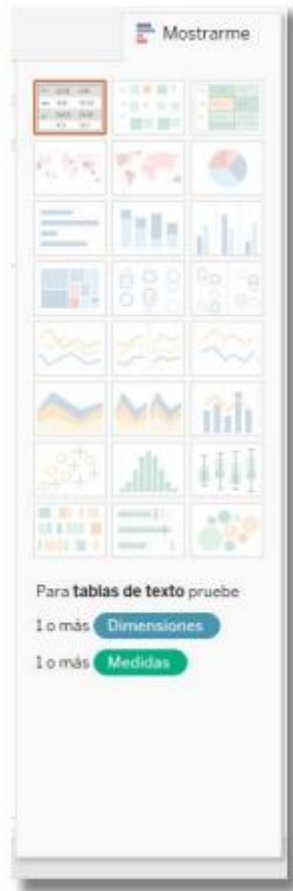 Mostrarme
Para tablas de texto pruebe
1 o más Dimensiones
1 o más Medidas